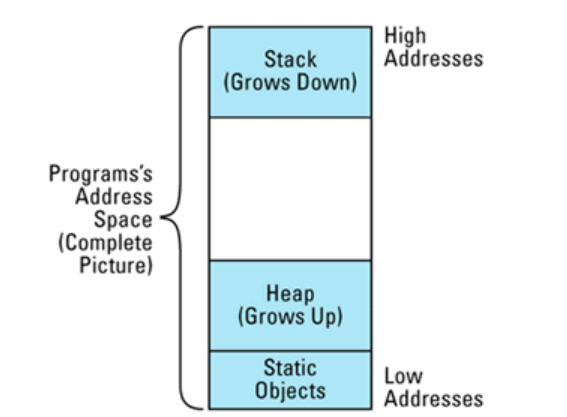 High
Addresses
Stack
(Grows Down)
Programs's
Address
Space
(Complete
Picture)
Heap
(Grows Up)
Static
Objects
Low
Addresses